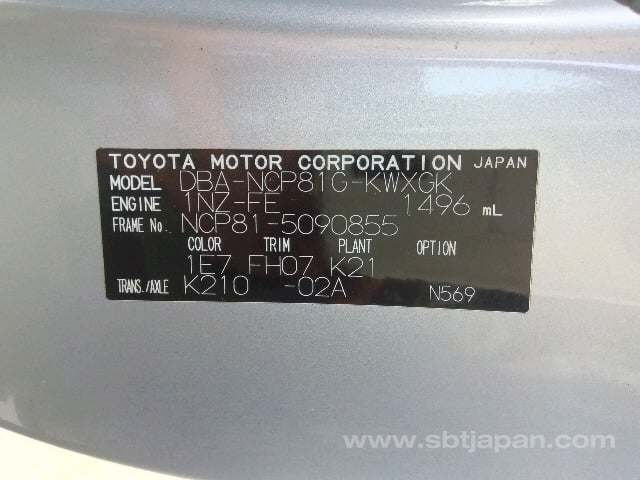 TOYOTA MOTOR CORPORATION JAPAN
MODEL DBA-NCP81G-KWXGK
ENGINE 1NZ-FE 1496 mL
FRAME No. NCP81-5090855
COLOR TRIM PLANT OPTION
1E7 FH07 K21
TRANS./AXLE K210 -02A N569
www.sbtjapan.com